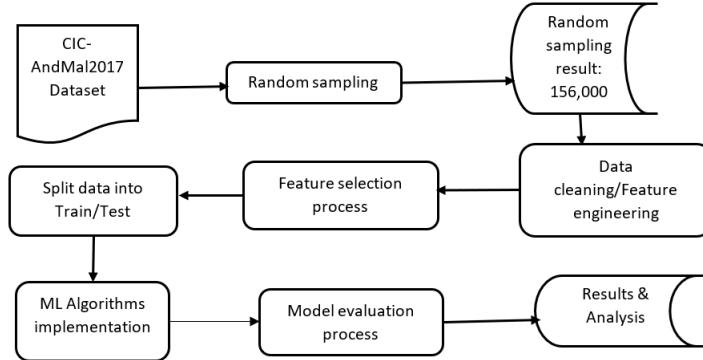 CIC-
AndMal2017
Dataset
Random sampling
Random
sampling
result:
156,000
Data
cleaning/Feature
engineering)
Feature selection
process
Split data into
Train/Test
ML Algorithms
implementation
Model evaluation
process
Results &
Analysis